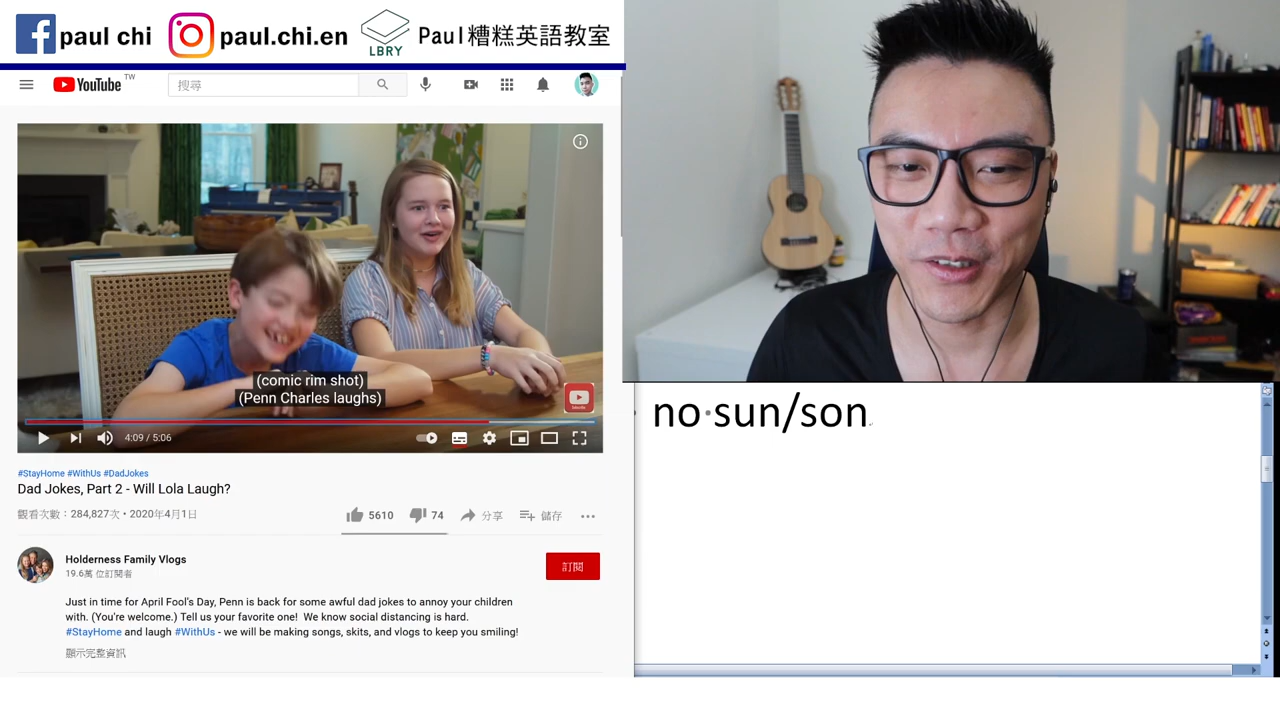 paul chi
paul.chi.en
LBRY
Paul糟糕英語教室
YouTube TW
搜尋
(comic rim shot)
(Penn Charles laughs)
4:09 / 5:06
#StayHome #WithUs #DadJokes
Dad Jokes, Part 2 - Will Lola Laugh?
觀看次數：284,827次 • 2020年4月1日
5610
74
分享
儲存
Holderness Family Vlogs
19.6萬 位訂閱者
訂閱
Just in time for April Fool's Day, Penn is back for some awful dad jokes to annoy your children
with. (You're welcome.) Tell us your favorite one!  We know social distancing is hard.
#StayHome and laugh #WithUs - we will be making songs, skits, and vlogs to keep you smiling!
顯示完整資訊
no sun/son